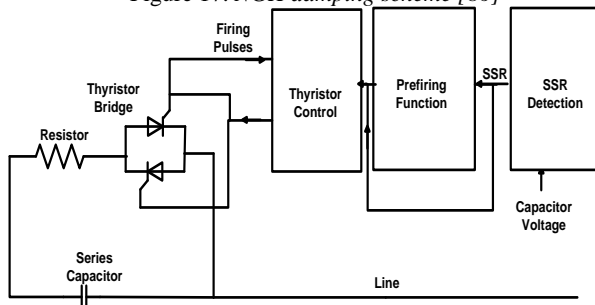 Firing
Pulses
Thyristor
Bridge
Resistor
Thyristor
Control
Prefiring
Function
SSR
SSR
Detection
Capacitor
Voltage
Series
Capacitor
Line